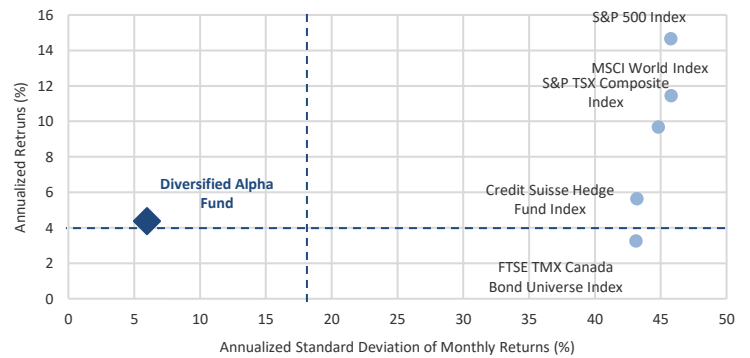 16
14
12
10
8
6
4
2
0
Annualized Retruns (%)
S&P 500 Index
MSCI World Index
S&P TSX Composite
Index
Diversified Alpha
Fund
Credit Suisse Hedge
Fund Index
FTSE TMX Canada
Bond Universe Index
0 5 10 15 20 25 30 35 40 45 50
Annualized Standard Deviation of Monthly Returns (%)